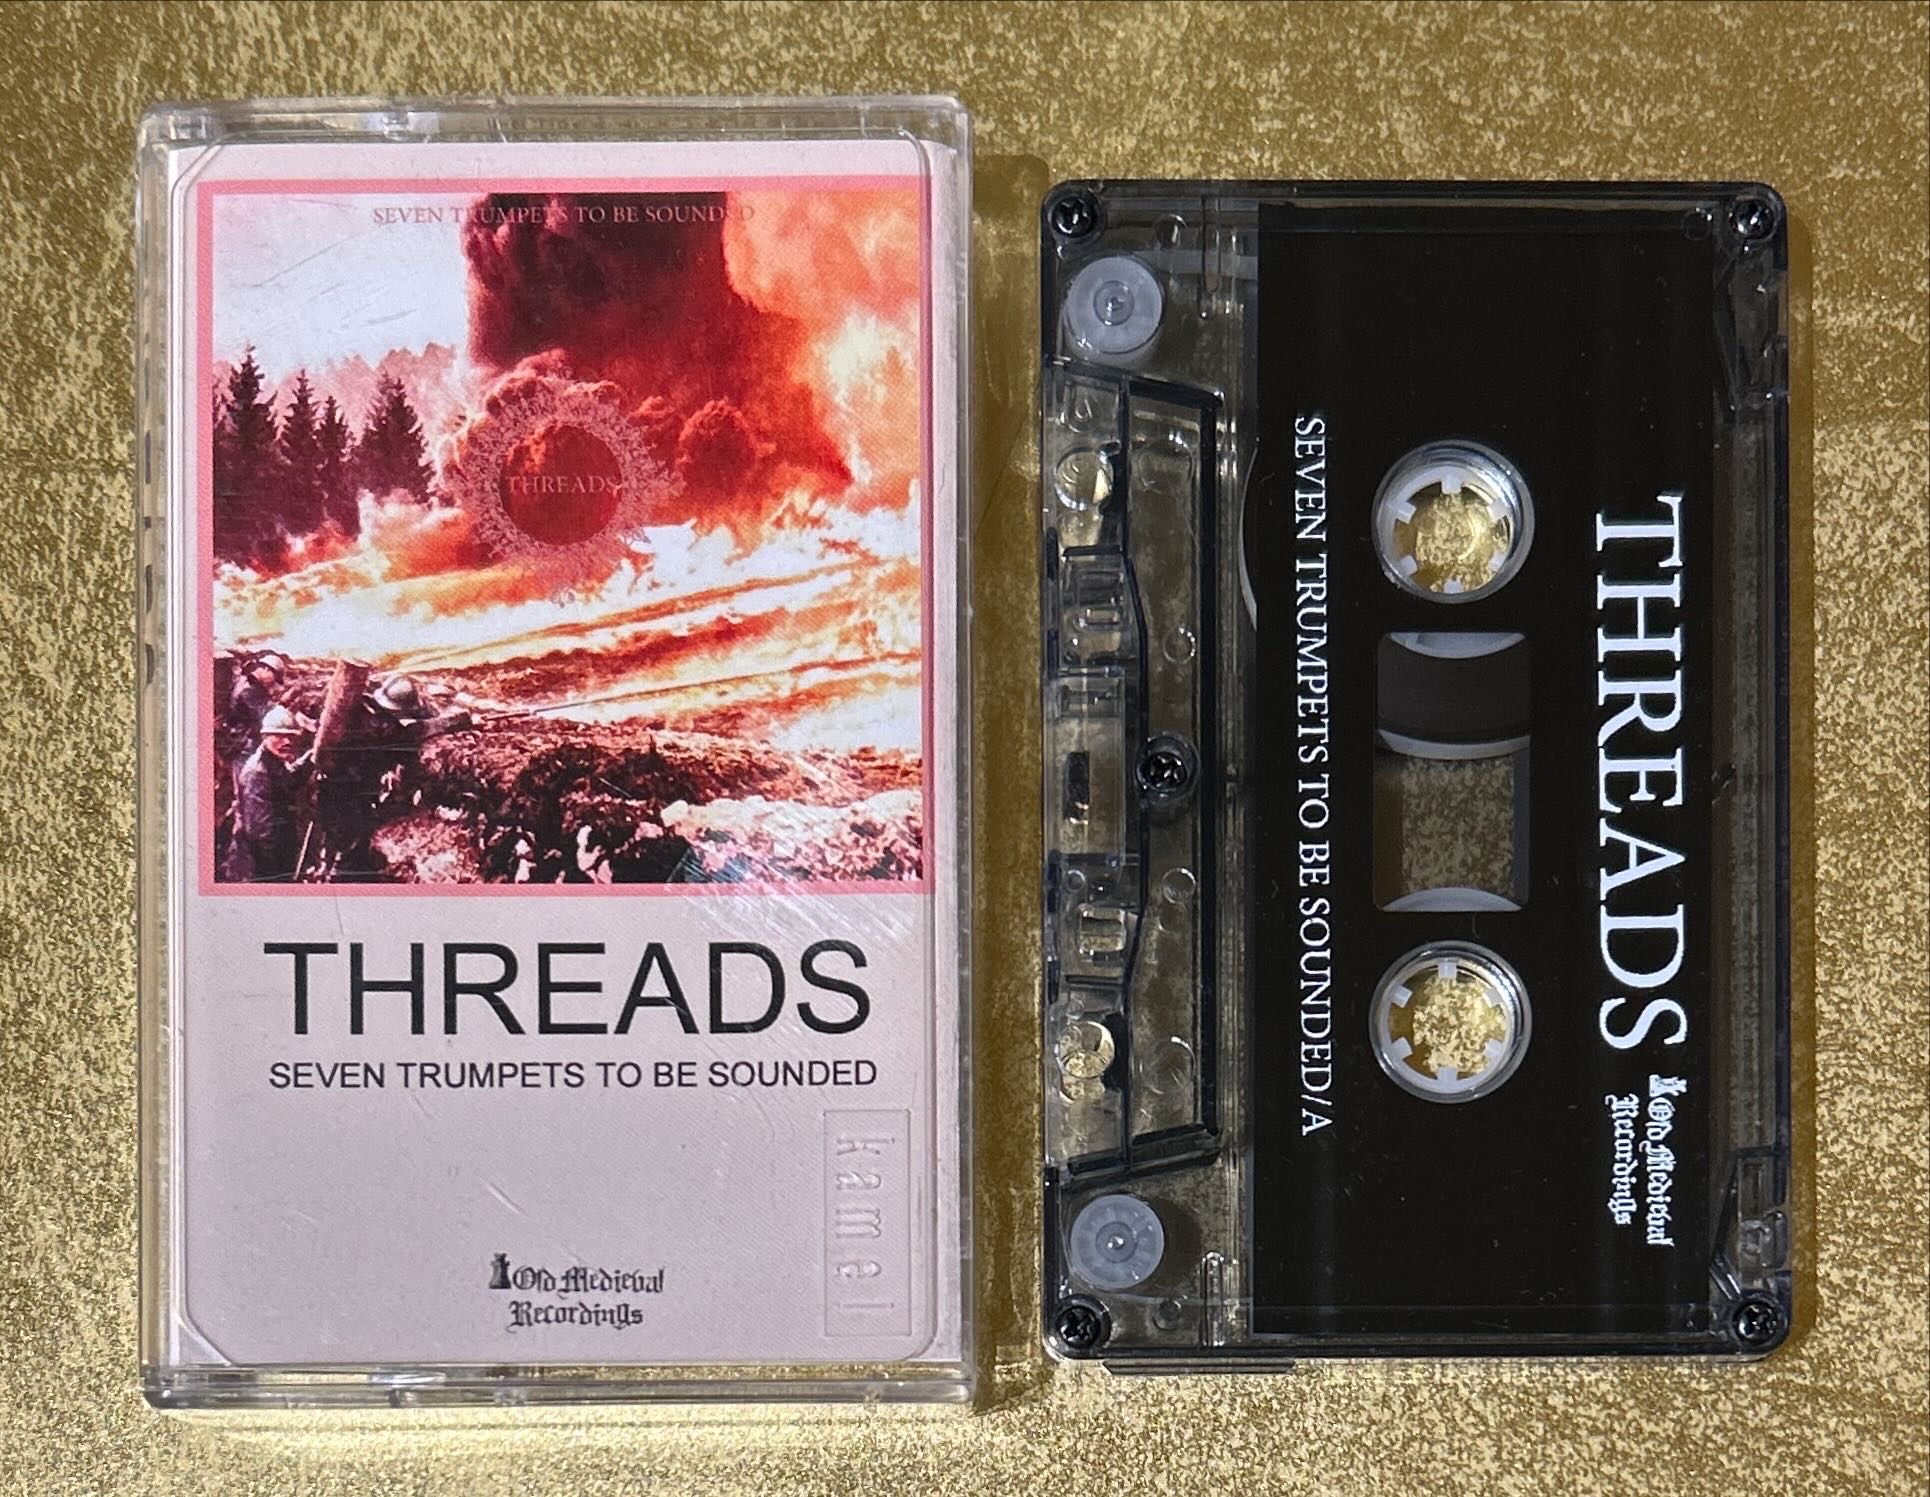 SEVEN TRUMPETS TO BE SOUNDED
THREADS
THREADS
SEVEN TRUMPETS TO BE SOUNDED
kamel
Old Medieval
Recordings
THREADS
Old Medieval
Recordings
SEVEN TRUMPETS TO BE SOUNDED/A